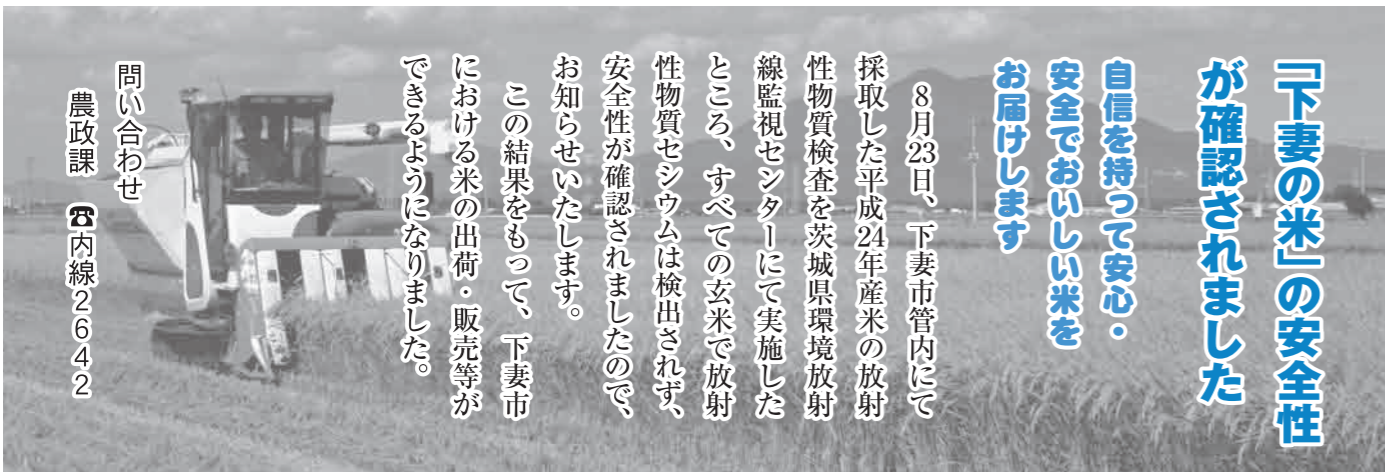 「下妻の米」の安全性
が確認されました
自信を持って安心・
安全でおいしい米を
お届けします
8月23日、下妻市管内にて
採取した平成24年産米の放射
性物質検査を茨城県環境放射
線監視センターにて実施した
ところ、すべての玄米で放射
性物質セシウムは検出されず、
安全性が確認されましたので、
お知らせいたします。
この結果をもって、下妻市
における米の出荷・販売等が
できるようになりました。
問い合わせ
農政課 ☎内線2642